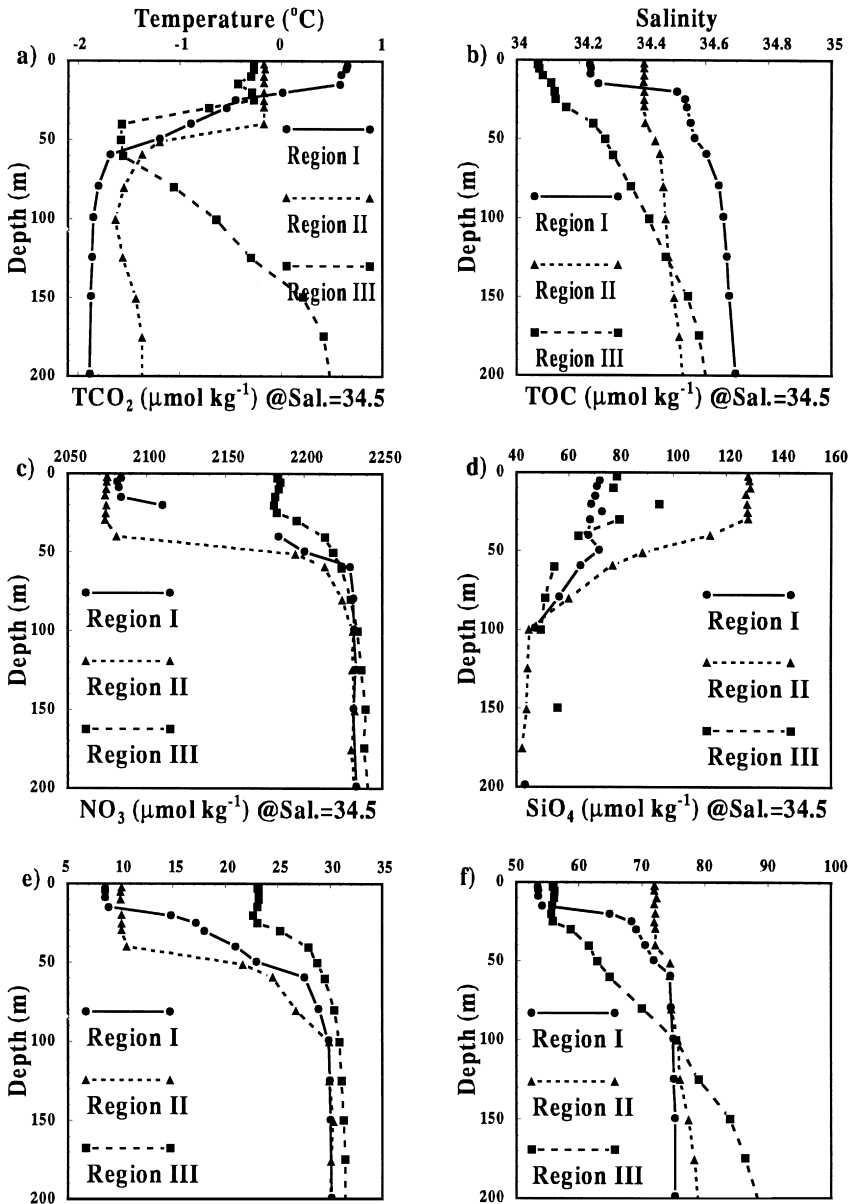 Temperature (°C)
-2 -1 0 1
a)
0
50
100
150
200
Depth (m)
Region I
Region II
Region III
Salinity
34 34.2 34.4 34.6 34.8 35
b)
0
50
100
150
200
Depth (m)
Region I
Region II
Region III
TCO₂ (μmol kg⁻¹) @Sal.=34.5
2050 2100 2150 2200 2250
c)
0
50
100
150
200
Depth (m)
Region I
Region II
Region III
TOC (μmol kg⁻¹) @Sal.=34.5
40 60 80 100 120 140 160
d)
0
50
100
150
200
Depth (m)
Region I
Region II
Region III
NO₃ (μmol kg⁻¹) @Sal.=34.5
5 10 15 20 25 30 35
e)
0
50
100
150
200
Depth (m)
Region I
Region II
Region III
SiO₄ (μmol kg⁻¹) @Sal.=34.5
50 60 70 80 90 100
f)
0
50
100
150
200
Depth (m)
Region I
Region II
Region III